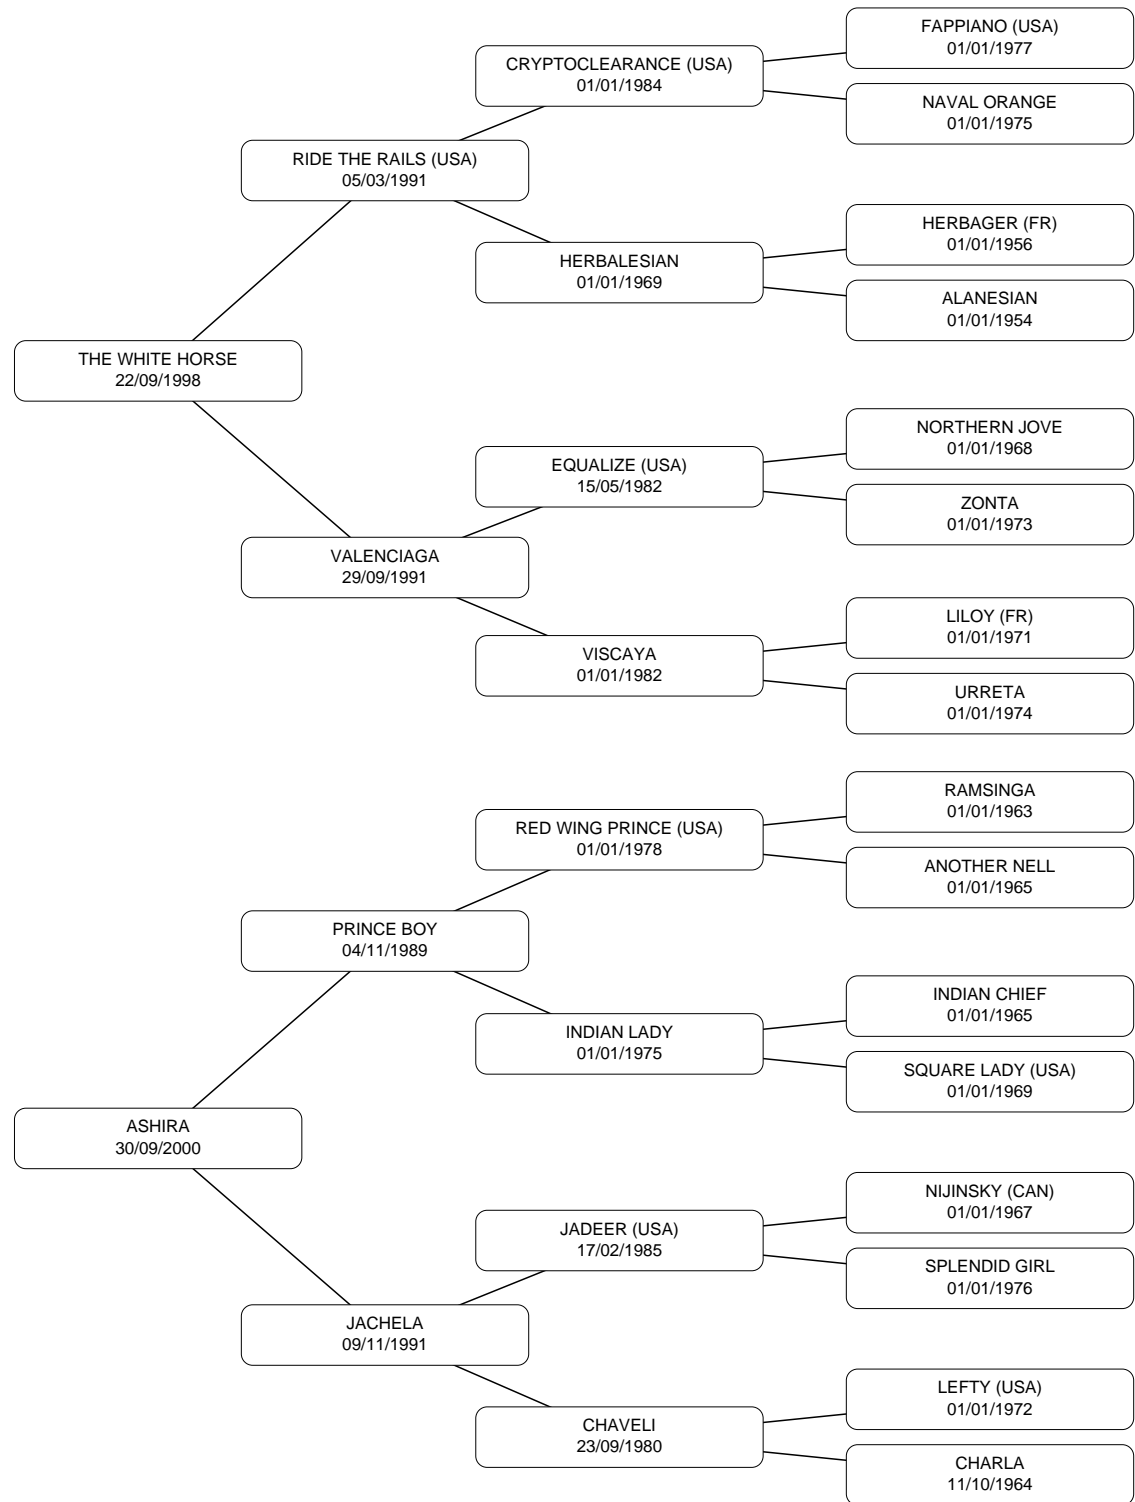 FAPPIANO (USA)
01/01/1977
CRYPTOCLEARANCE (USA)
01/01/1984
NAVAL ORANGE
01/01/1975
RIDE THE RAILS (USA)
05/03/1991
HERBAGER (FR)
01/01/1956
HERBALESIAN
01/01/1969
ALANESIAN
01/01/1954
THE WHITE HORSE
22/09/1998
NORTHERN JOVE
01/01/1968
EQUALIZE (USA)
15/05/1982
ZONTA
01/01/1973
VALENCIAGA
29/09/1991
LILOY (FR)
01/01/1971
VISCAYA
01/01/1982
URRETA
01/01/1974
RAMSINGA
01/01/1963
RED WING PRINCE (USA)
01/01/1978
ANOTHER NELL
01/01/1965
PRINCE BOY
04/11/1989
INDIAN CHIEF
01/01/1965
INDIAN LADY
01/01/1975
SQUARE LADY (USA)
01/01/1969
ASHIRA
30/09/2000
NIJINSKY (CAN)
01/01/1967
JADEER (USA)
17/02/1985
SPLENDID GIRL
01/01/1976
JACHELA
09/11/1991
LEFTY (USA)
01/01/1972
CHAVELI
23/09/1980
CHARLA
11/10/1964